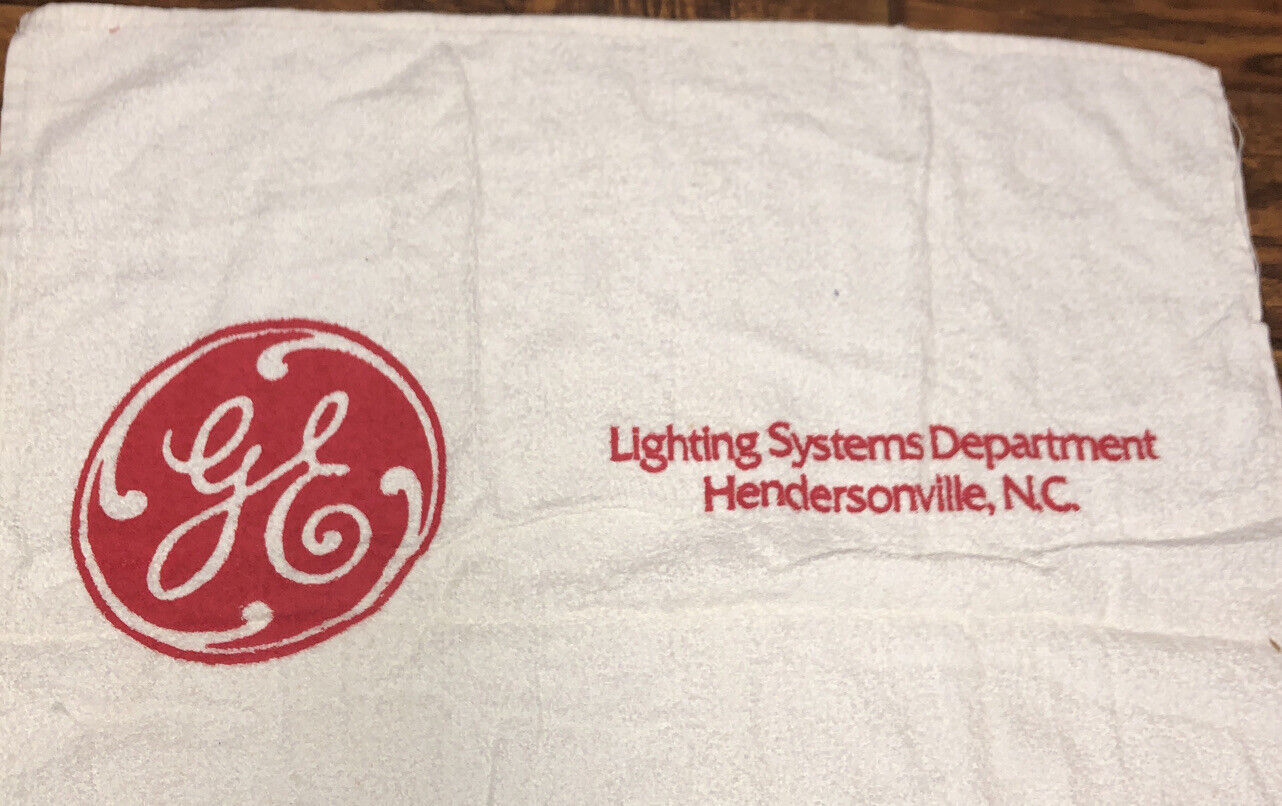 GE
Lighting Systems Department
Hendersonville, N.C.